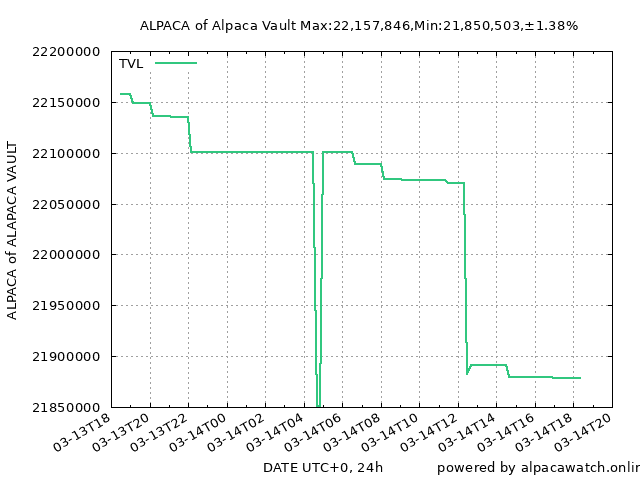 ALPACA of Alpaca Vault Max:22,157,846,Min:21,850,503,±1.38%
TVL
ALPACA of ALAPACA VAULT
22200000
22150000
22100000
22050000
22000000
21950000
21900000
21850000
03-13T18
03-13T20
03-13T22
03-14T00
03-14T02
03-14T04
03-14T06
03-14T08
03-14T10
03-14T12
03-14T14
03-14T16
03-14T18
03-14T20
DATE UTC+0, 24h
powered by alpacawatch.onlin